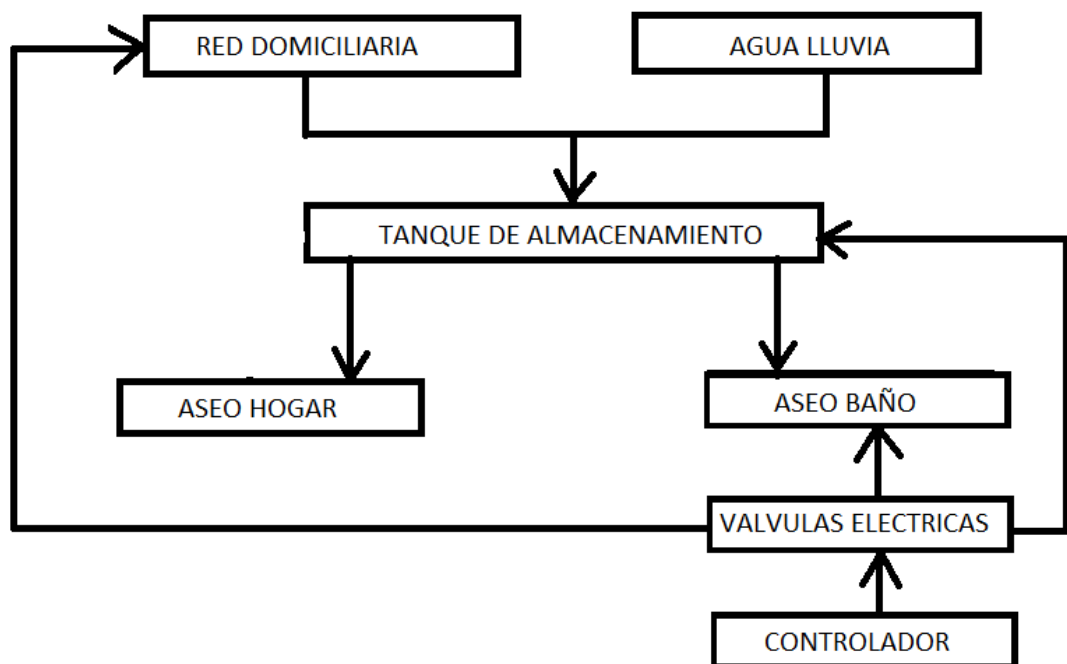 RED DOMICILIARIA
AGUA LLUVIA
TANQUE DE ALMACENAMIENTO
ASEO HOGAR
ASEO BAÑO
VALVULAS ELECTRICAS
CONTROLADOR